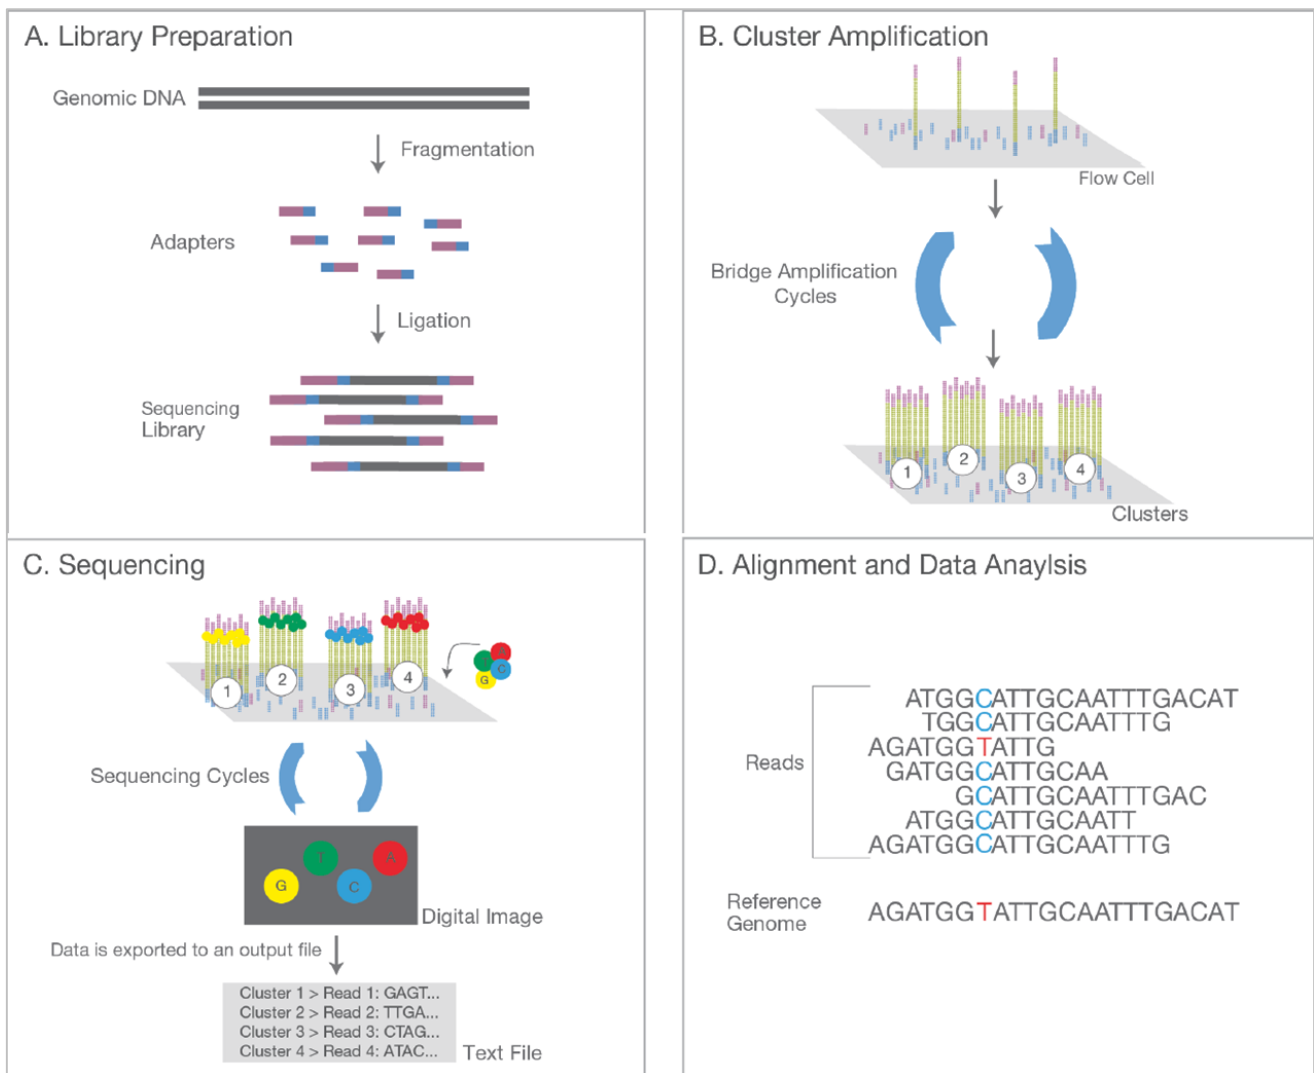 A. Library Preparation
Genomic DNA
Fragmentation
Adapters
Ligation
Sequencing
Library
B. Cluster Amplification
Flow Cell
Bridge Amplification
Cycles
1
2
3
4
Clusters
C. Sequencing
1
2
3
4
A
T
C
G
Sequencing Cycles
G
T
C
A
Digital Image
Data is exported to an output file
Cluster 1 > Read 1: GAGT...
Cluster 2 > Read 2: TTGA...
Cluster 3 > Read 3: CTAG...
Cluster 4 > Read 4: ATAC...
Text File
D. Alignment and Data Anaylsis
Reads
ATGGCATTGCAATTTGACAT
TGGCATTGCAATTTG
AGATGGTATTG
GATGGCATTGCAA
GCATTGCAATTTGAC
ATGGCATTGCAATT
AGATGGCATTGCAATTTG
Reference
Genome
AGATGGTATTGCAATTTGACAT